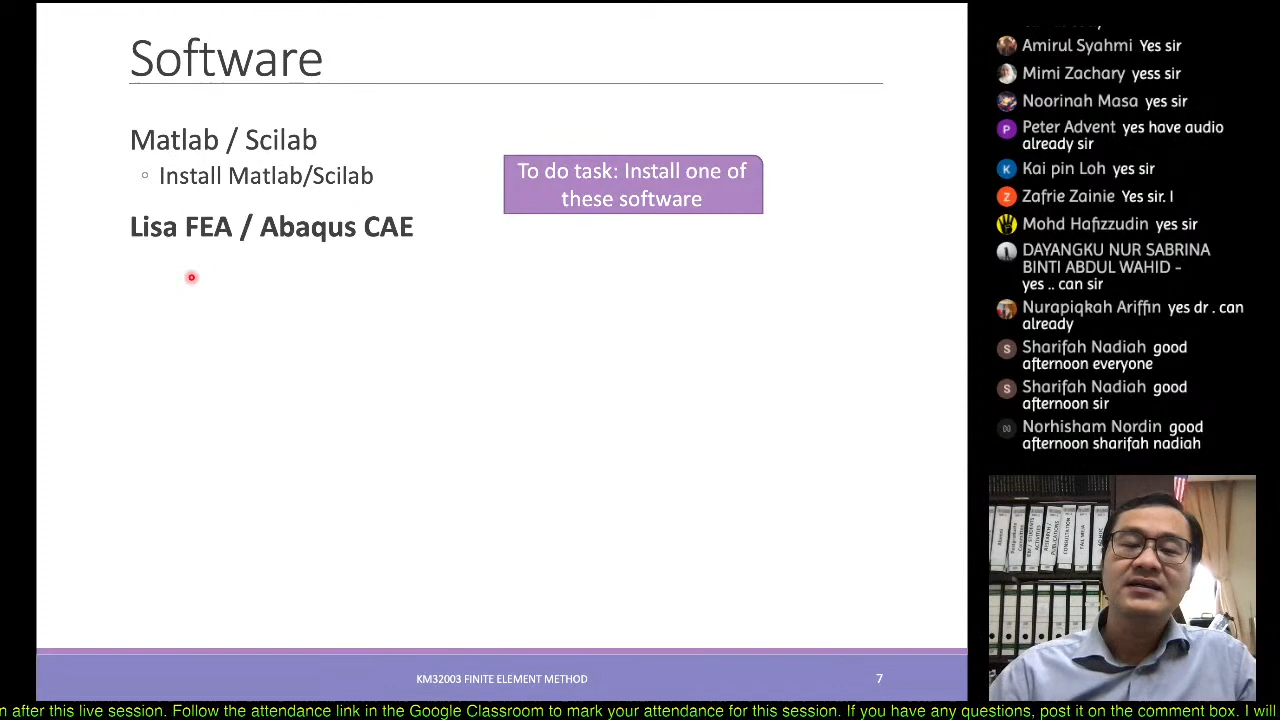 Software
Matlab / Scilab
◦ Install Matlab/Scilab
To do task: Install one of
these software
Lisa FEA / Abaqus CAE
KM32003 FINITE ELEMENT METHOD
7
Amirul Syahmi Yes sir
Mimi Zachary yess sir
Noorinah Masa yes sir
P
Peter Advent yes have audio
already sir
K
Kai pin Loh yes sir
Z
Zafrie Zainie Yes sir. I
Mohd Hafizzudin yes sir
DAYANGKU NUR SABRINA
BINTI ABDUL WAHID -
yes .. can sir
Nurapiqkah Ariffin yes dr . can
already
S
Sharifah Nadiah good
afternoon everyone
S
Sharifah Nadiah good
afternoon sir
N
Norhisham Nordin good
afternoon sharifah nadiah
CONSULTATION
n after this live session. Follow the attendance link in the Google Classroom to mark your attendance for this session. If you have any questions, post it on the comment box. I will